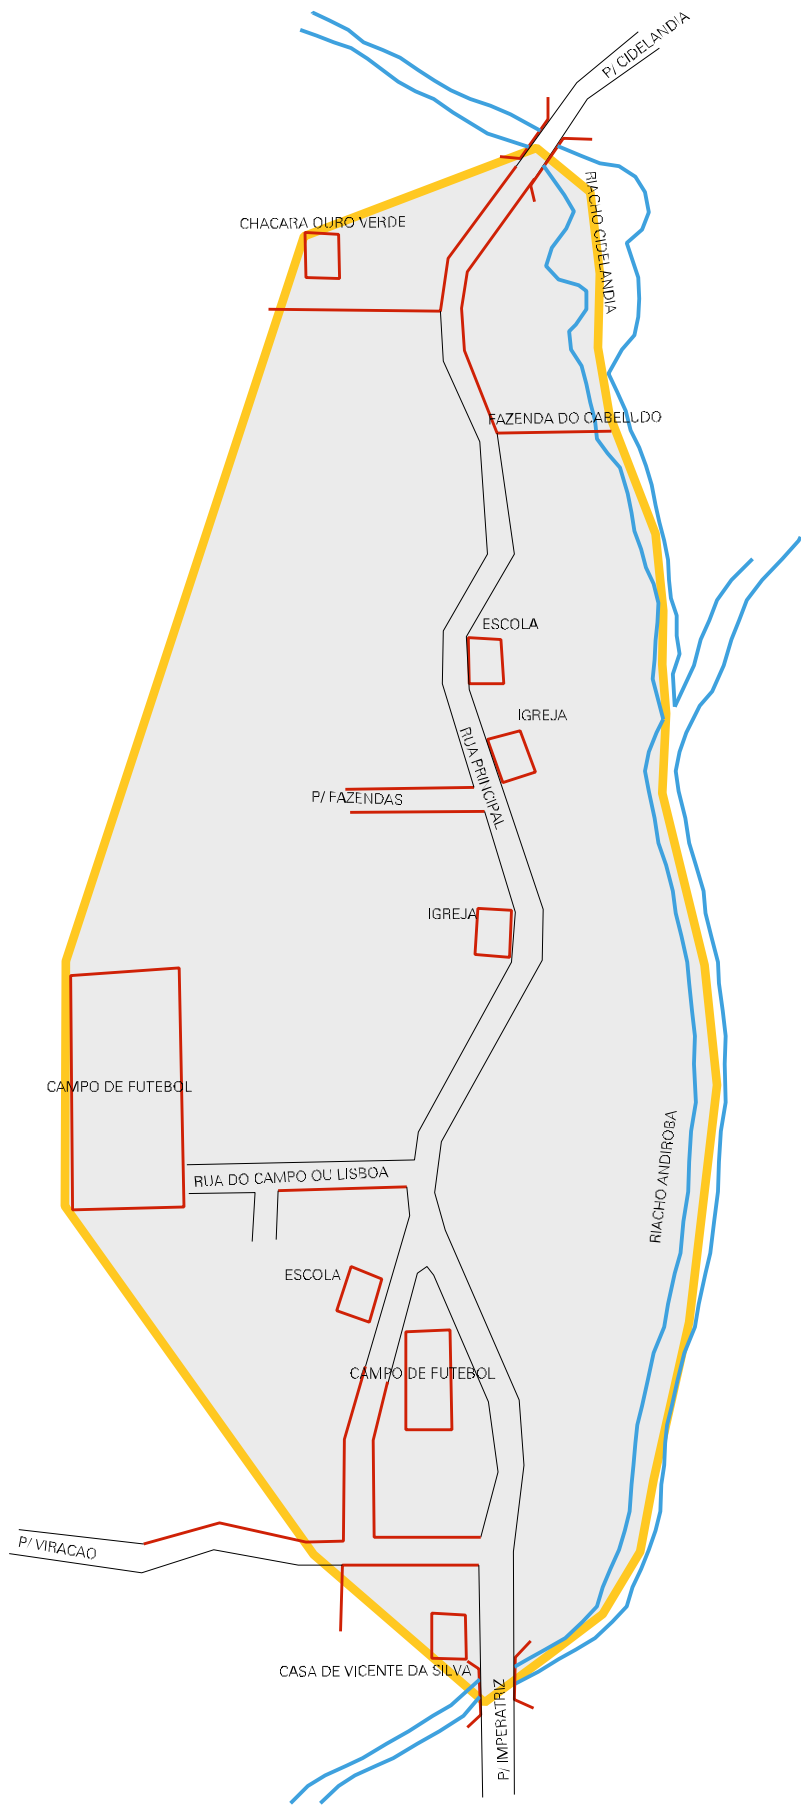 P/ CIDELANDIA
RIACHO CIDELANDIA
CHACARA OURO VERDE
FAZENDA DO CABELUDO
ESCOLA
IGREJA
RUA PRINCIPAL
P/ FAZENDAS
IGREJA
CAMPO DE FUTEBOL
RIACHO ANDIROBA
RUA DO CAMPO OU LISBOA
ESCOLA
CAMPO DE FUTEBOL
P/ VIRACAO
CASA DE VICENTE DA SILVA
P/ IMPERATRIZ